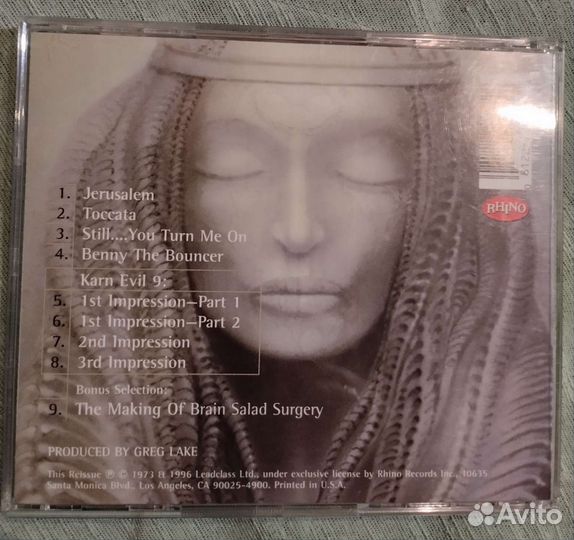 1. Jerusalem
2. Toccata
3. Still....You Turn Me On
4. Benny The Bouncer
Karn Evil 9:
5. 1st Impression—Part 1
6. 1st Impression—Part 2
7. 2nd Impression
8. 3rd Impression
Bonus Selection:
9. The Making Of Brain Salad Surgery
PRODUCED BY GREG LAKE
This Reissue ℗ © 1973 & 1996 Leadclass Ltd., under exclusive license by Rhino Records Inc., 10635
Santa Monica Blvd., Los Angeles, CA 90025-4900. Printed in U.S.A.
RHINO
Avito